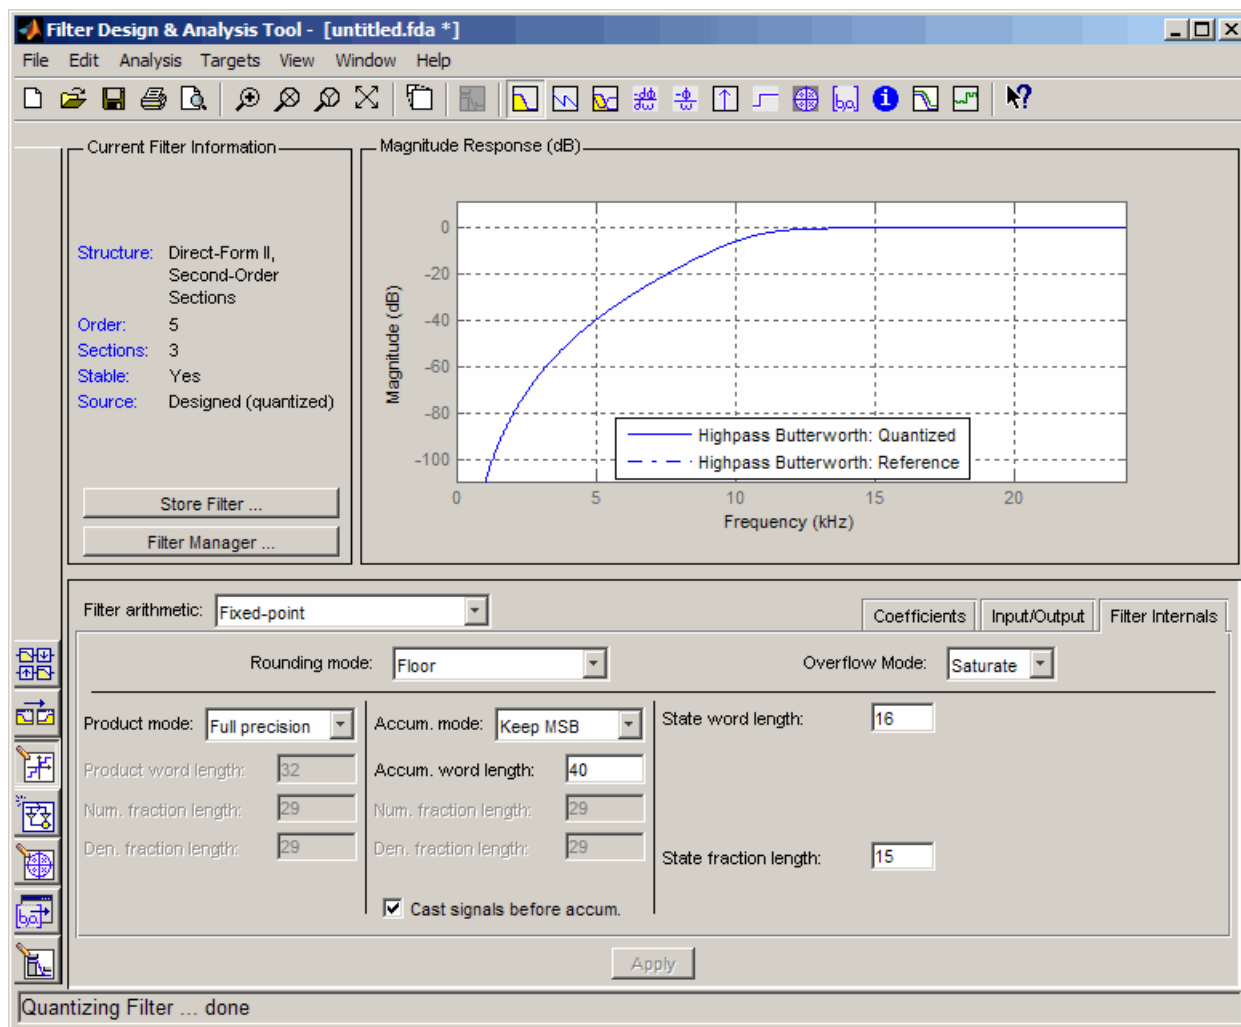 Filter Design & Analysis Tool - [untitled.fda *]
File Edit Analysis Targets View Window Help
[b,a]
i
?
Current Filter Information
Structure: Direct-Form II,
Second-Order
Sections
Order: 5
Sections: 3
Stable: Yes
Source: Designed (quantized)
Store Filter ...
Filter Manager ...
Magnitude Response (dB)
Magnitude (dB)
0
-20
-40
-60
-80
-100
Highpass Butterworth: Quantized
Highpass Butterworth: Reference
0 5 10 15 20
Frequency (kHz)
Filter arithmetic: Fixed-point
Coefficients Input/Output Filter Internals
Rounding mode: Floor
Overflow Mode: Saturate
Product mode: Full precision
Product word length: 32
Num. fraction length: 29
Den. fraction length: 29
Accum. mode: Keep MSB
Accum. word length: 40
Num. fraction length: 29
Den. fraction length: 29
Cast signals before accum.
State word length: 16
State fraction length: 15
[b,a]
Apply
Quantizing Filter ... done